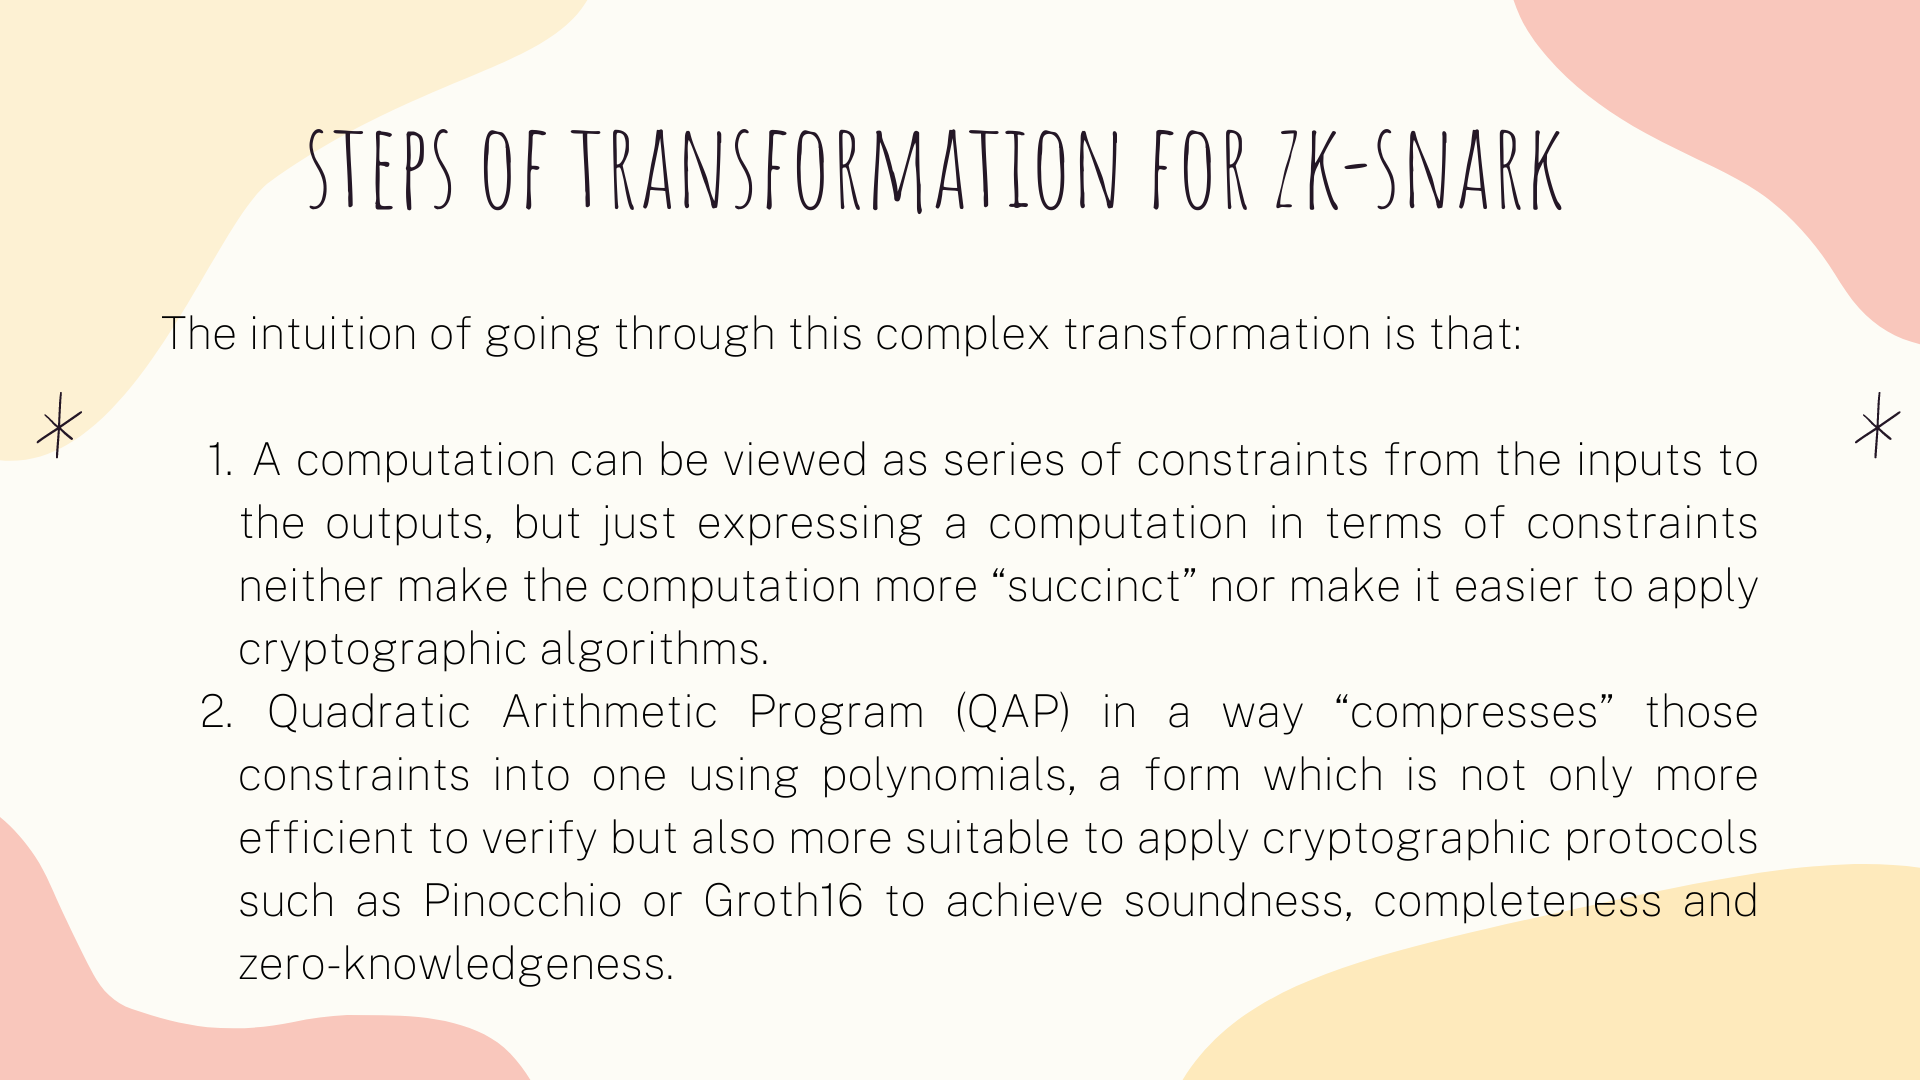 STEPS OF TRANSFORMATION FOR ZK-SNARK
The intuition of going through this complex transformation is that:
1. A computation can be viewed as series of constraints from the inputs to
the outputs, but just expressing a computation in terms of constraints
neither make the computation more “succinct” nor make it easier to apply
cryptographic algorithms.
2. Quadratic Arithmetic Program (QAP) in a way “compresses” those
constraints into one using polynomials, a form which is not only more
efficient to verify but also more suitable to apply cryptographic protocols
such as Pinocchio or Groth16 to achieve soundness, completeness and
zero-knowledgeness.